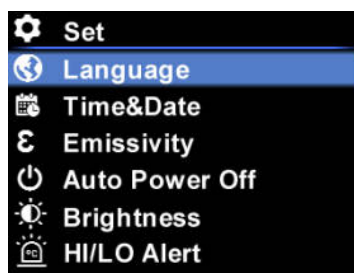 Set
Language
Time&Date
ε Emissivity
Auto Power Off
Brightness
°C HI/LO Alert